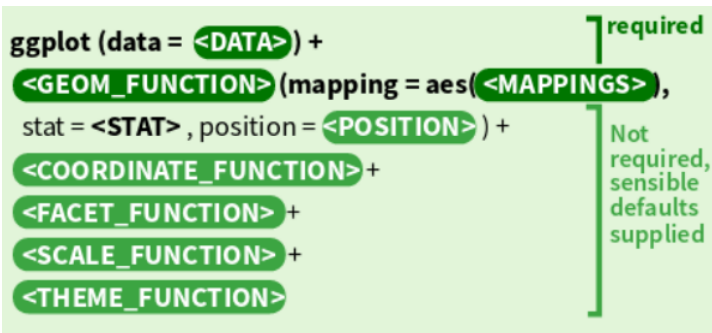 ggplot (data = <DATA>) +
<GEOM_FUNCTION> (mapping = aes(<MAPPINGS>),
stat = <STAT> , position = <POSITION> ) +
<COORDINATE_FUNCTION> +
<FACET_FUNCTION> +
<SCALE_FUNCTION> +
<THEME_FUNCTION>
required
Not
required,
sensible
defaults
supplied